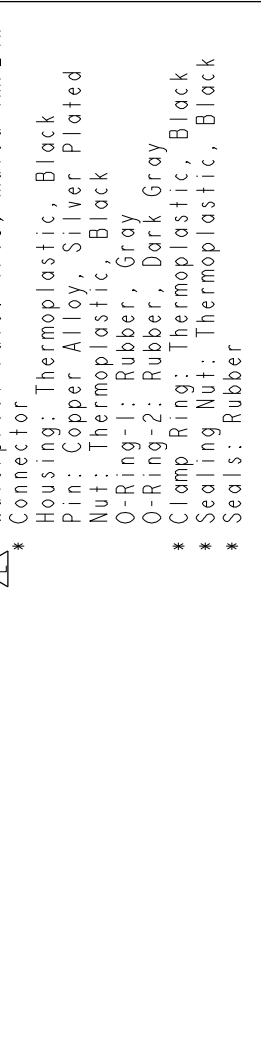 * Connector
Housing: Thermoplastic, Black
Pin: Copper Alloy, Silver Plated
Nut: Thermoplastic, Black
O-Ring-1: Rubber, Gray
O-Ring-2: Rubber, Dark Gray
* Clamp Ring: Thermoplastic, Black
* Sealing Nut: Thermoplastic, Black
* Seals: Rubber